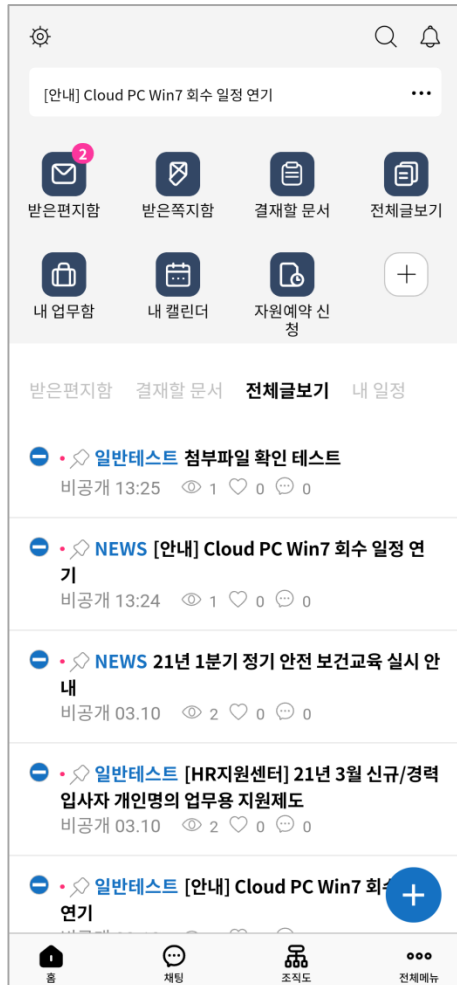 [안내] Cloud PC Win7 회수 일정 연기
2
받은편지함 받은쪽지함 결재할 문서 전체글보기
내 업무함 내 캘린더 자원예약 신
청
받은편지함 결재할 문서 전체글보기 내 일정
일반테스트 첨부파일 확인 테스트
비공개 13:25 1 0 0
NEWS [안내] Cloud PC Win7 회수 일정 연
기
비공개 13:24 1 0 0
NEWS 21년 1분기 정기 안전 보건교육 실시 안
내
비공개 03.10 2 0 0
일반테스트 [HR지원센터] 21년 3월 신규/경력
입사자 개인명의 업무용 지원제도
비공개 03.10 2 0 0
일반테스트 [안내] Cloud PC Win7
연기
홈 채팅 조직도 전체메뉴